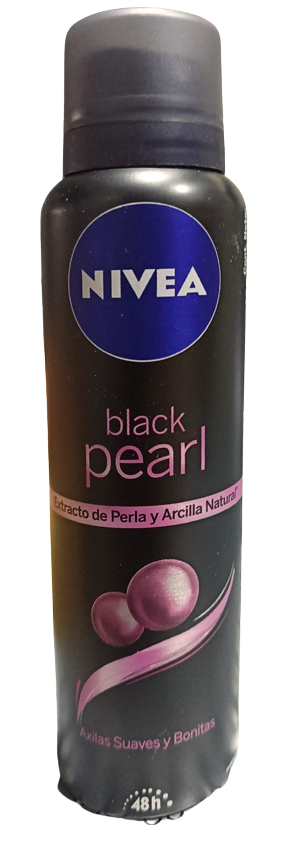 NIVEA
black
pearl
Extracto de Perla y Arcilla Natural
Axilas Suaves y Bonitas
48h